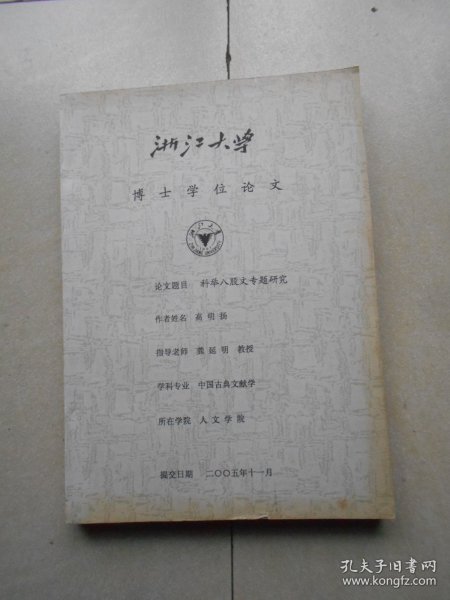 浙江大学
博士学位论文
论文题目 科举八股文专题研究
作者姓名 高明扬
指导老师 龚延明 教授
学科专业 中国古典文献学
所在学院 人文学院
提交日期 二〇〇五年十一月
孔夫子旧书网
www.kongfz.com